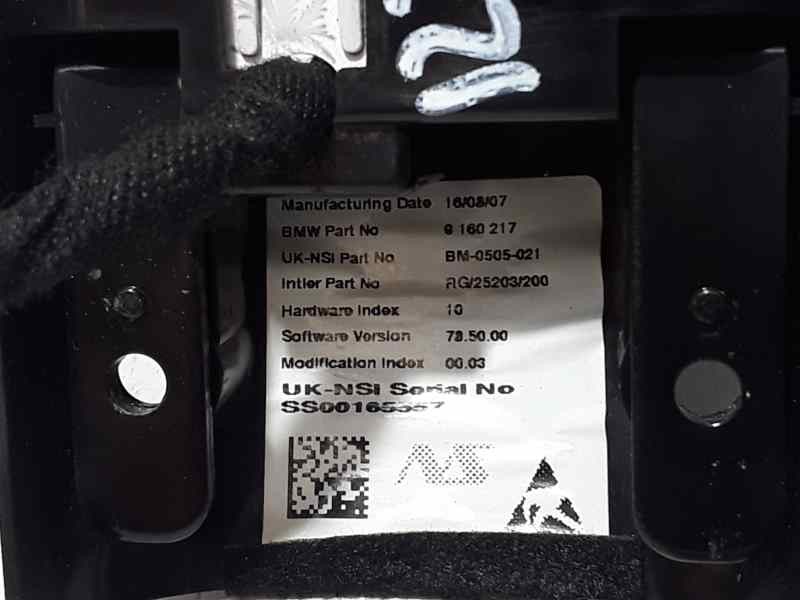 Manufacturing Date 16/08/07
BMW Part No 9 160 217
UK-NSI Part No BM-0505-021
Intier Part No RG/25203/200
Hardware Index 10
Software Version 78.50.00
Modification Index 00.03
UK-NSI Serial No
NS